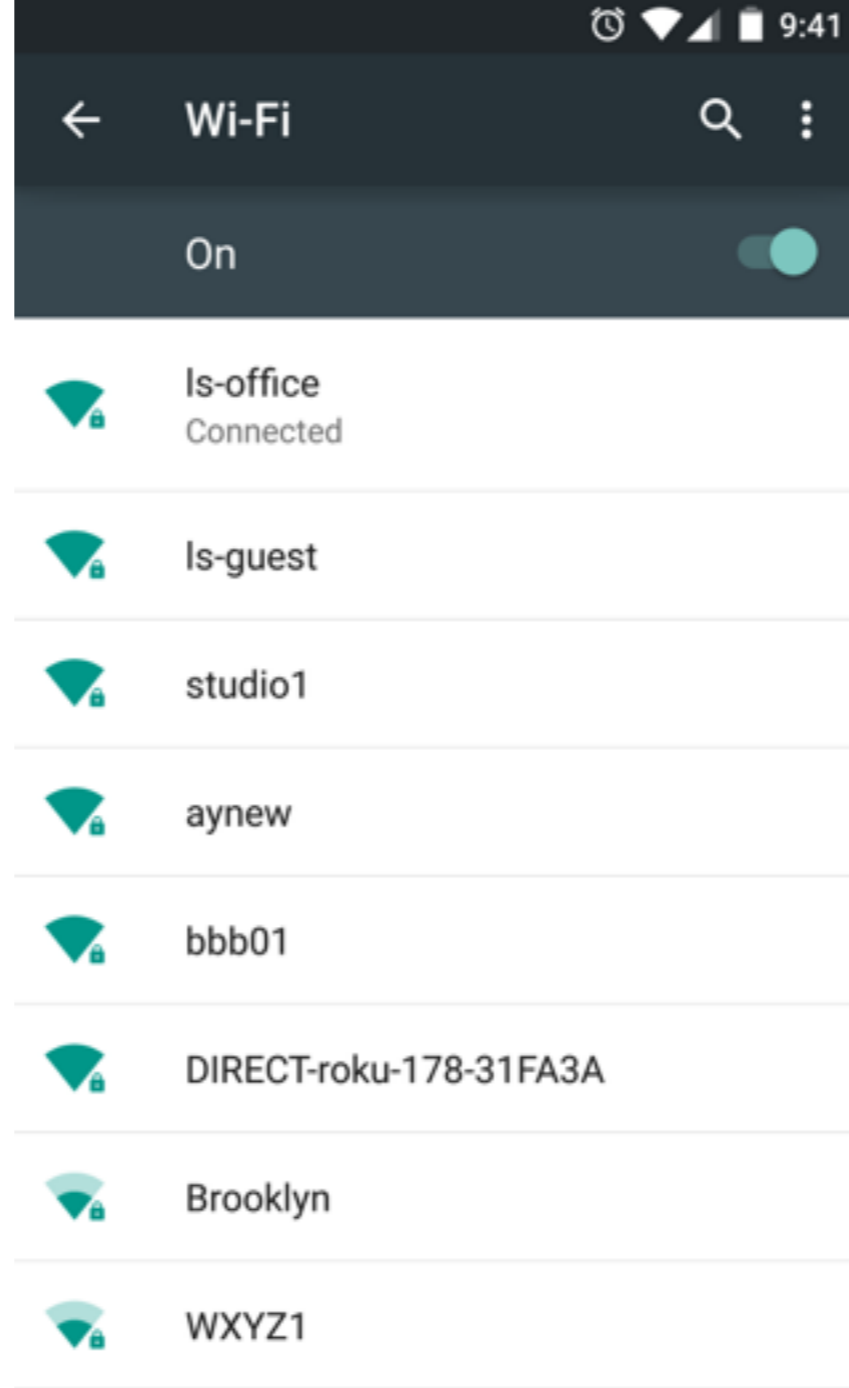 9:41
Wi-Fi
On
ls-office
Connected
ls-guest
studio1
aynew
bbb01
DIRECT-roku-178-31FA3A
Brooklyn
WXYZ1